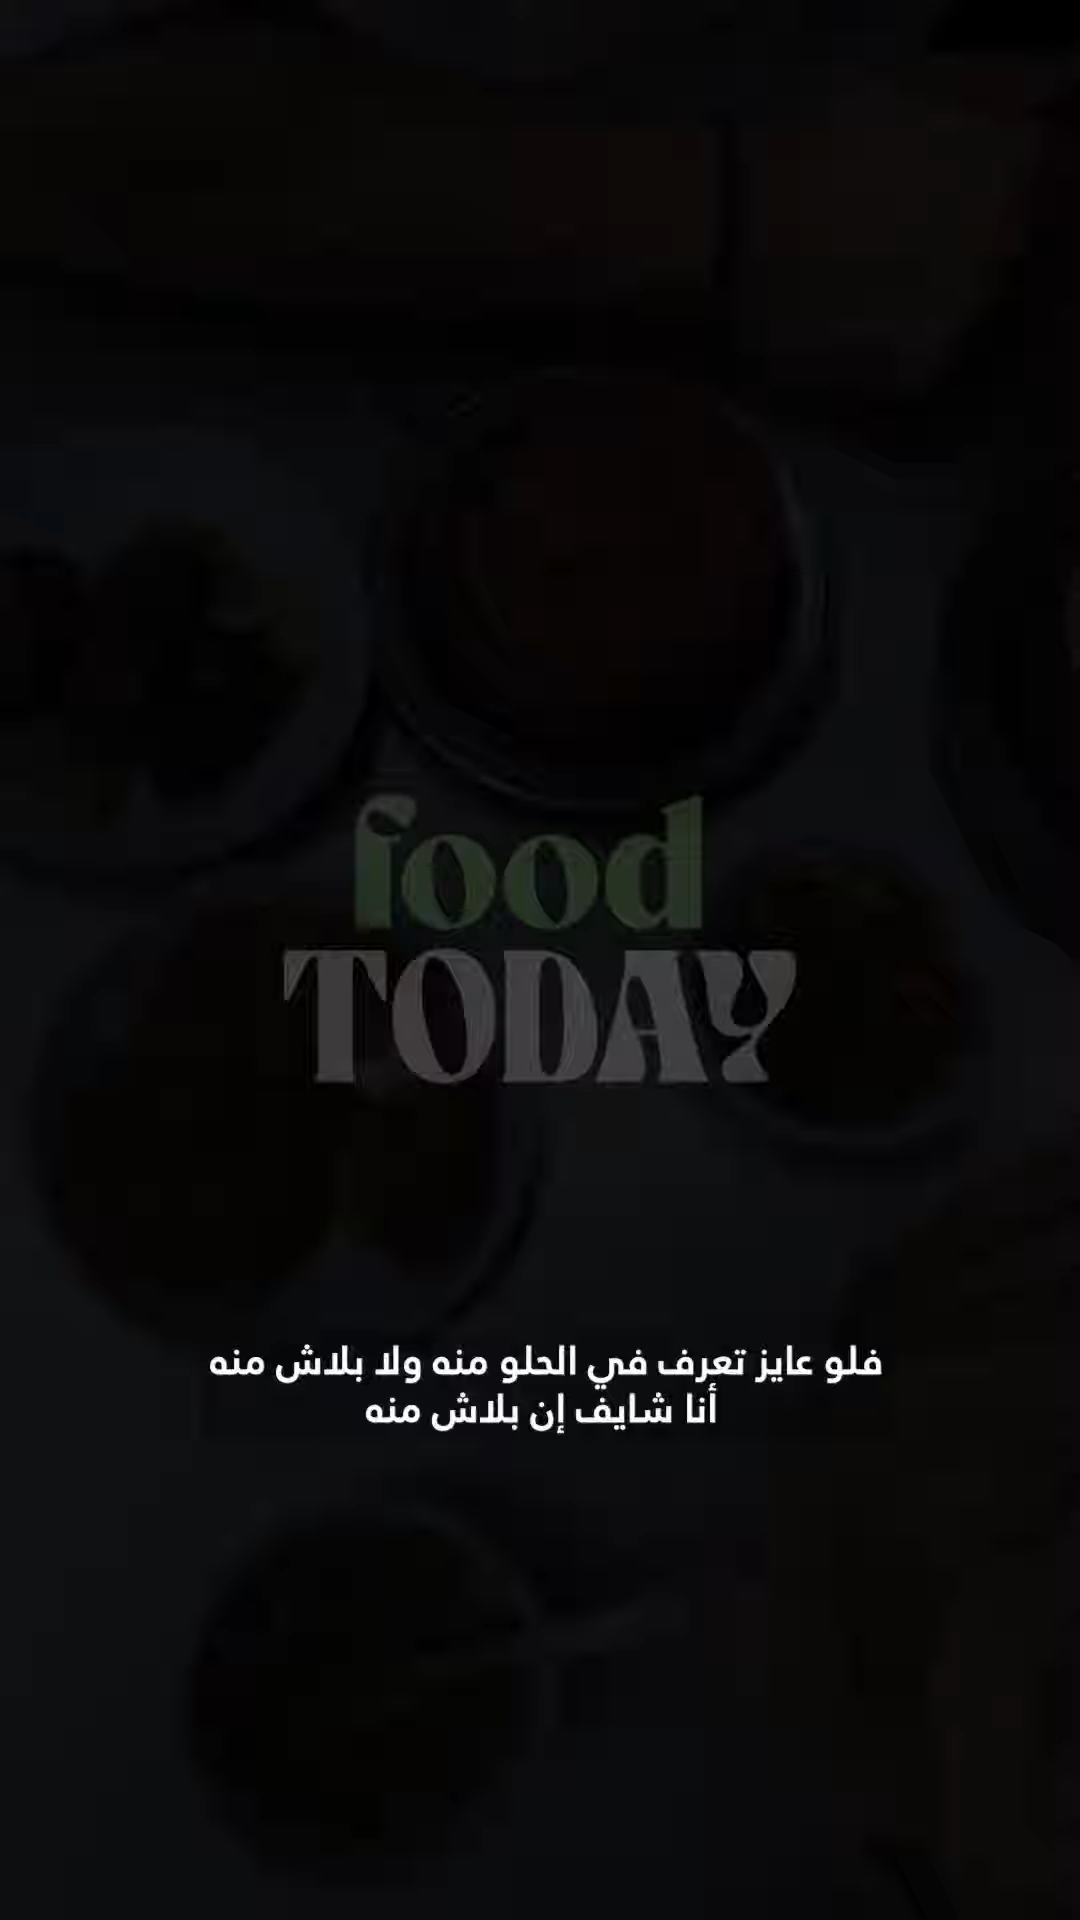 food
TODAY
فلو عايز تعرف في الحلو منه ولا بلاش منه
أنا شايف إن بلاش منه